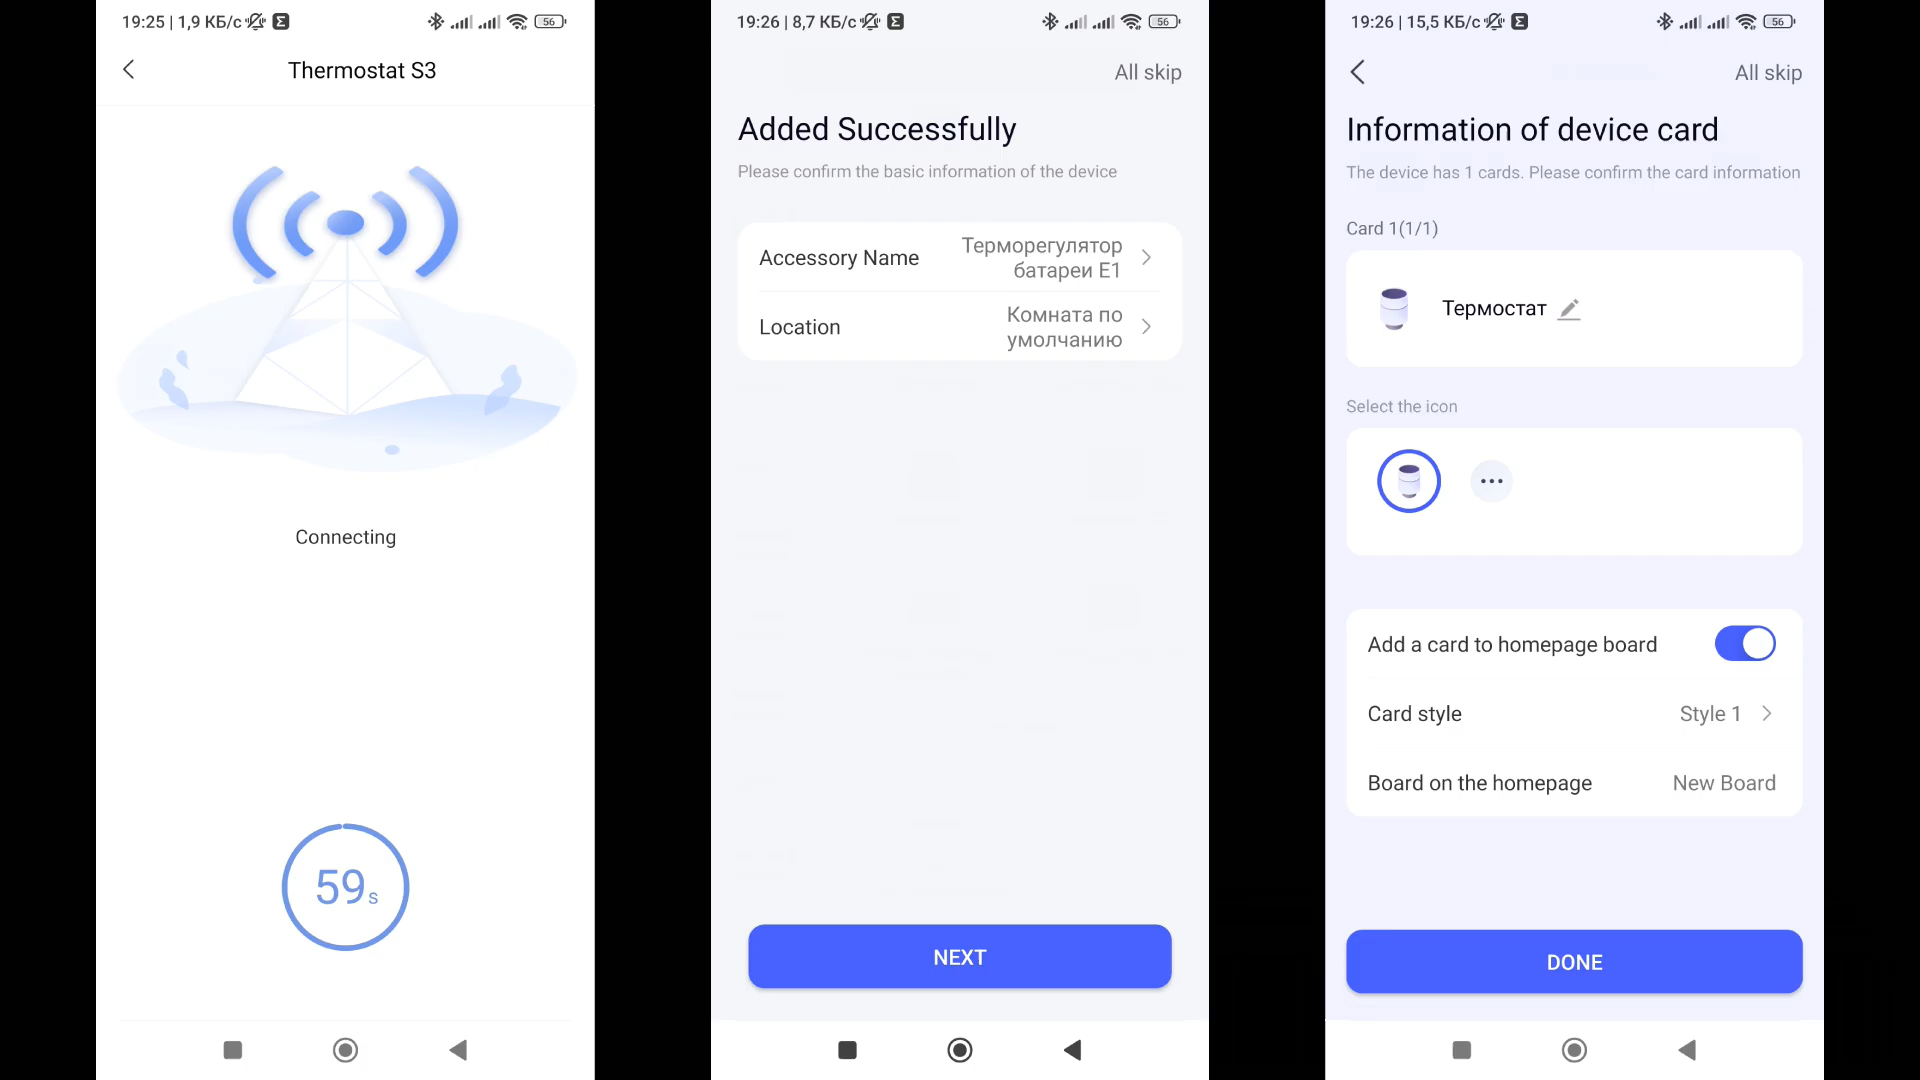 19:25 | 1,9 КБ/с
56
Thermostat S3
Connecting
59s
19:26 | 8,7 КБ/с
56
All skip
Added Successfully
Please confirm the basic information of the device
Accessory Name
Терморегулятор
батареи E1
Location
Комната по
умолчанию
NEXT
19:26 | 15,5 КБ/с
56
All skip
Information of device card
The device has 1 cards. Please confirm the card information
Card 1(1/1)
Термостат
Select the icon
Add a card to homepage board
Card style Style 1
Board on the homepage New Board
DONE